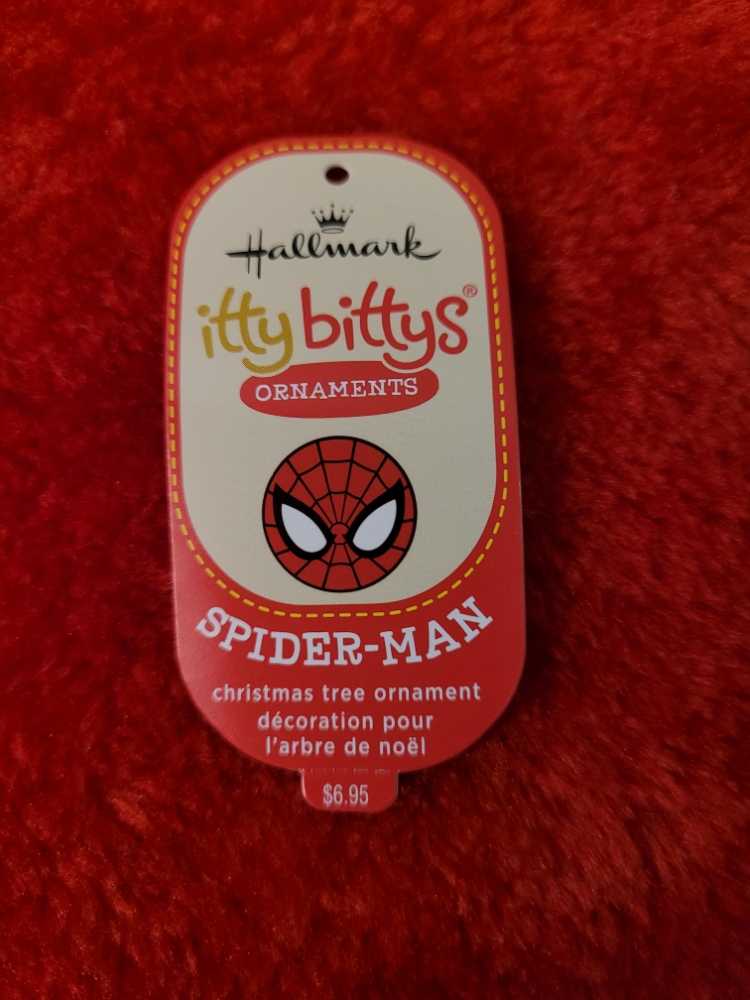 Hallmark
itty bittys®
ORNAMENTS
SPIDER-MAN
christmas tree ornament
décoration pour
l'arbre de noël
$6.95